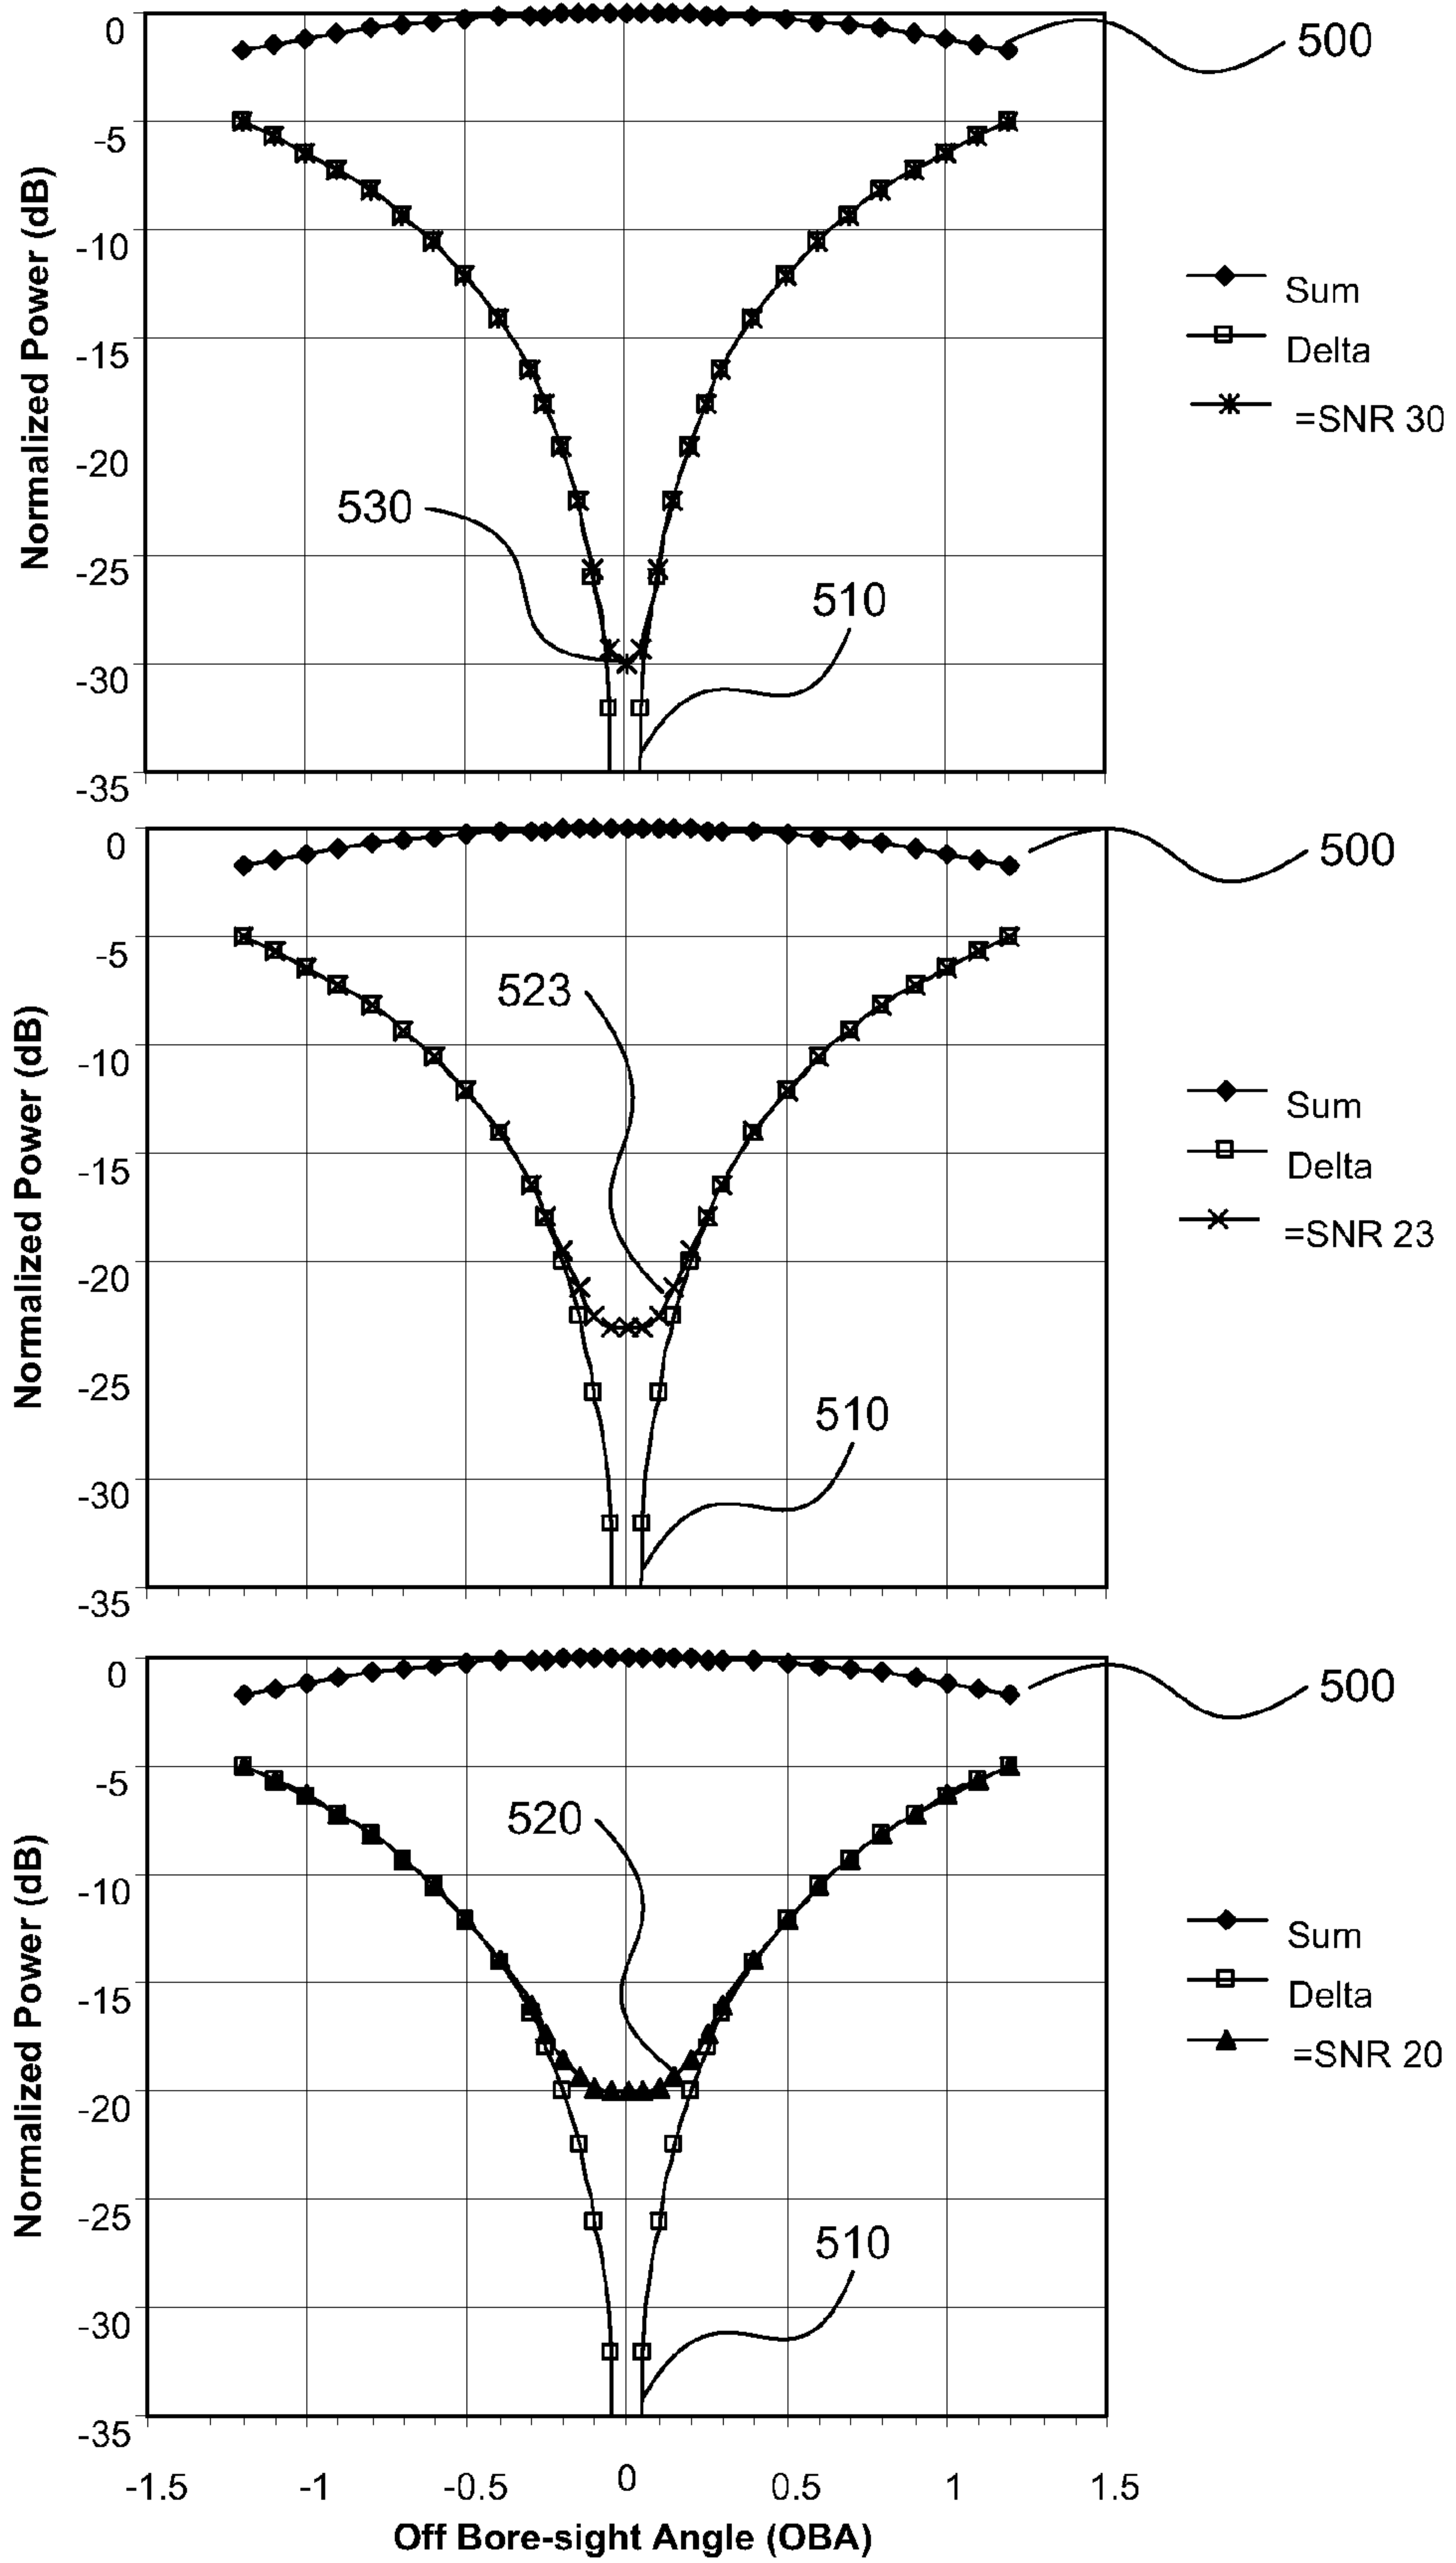 0
-5
-10
-15
-20
-25
-30
-35
Normalized Power (dB)
500
530
510
Sum
Delta
=SNR 30
0
-5
-10
-15
-20
-25
-30
-35
Normalized Power (dB)
500
523
510
Sum
Delta
=SNR 23
0
-5
-10
-15
-20
-25
-30
-35
Normalized Power (dB)
500
520
510
Sum
Delta
=SNR 20
-1.5 -1 -0.5 0 0.5 1 1.5
Off Bore-sight Angle (OBA)